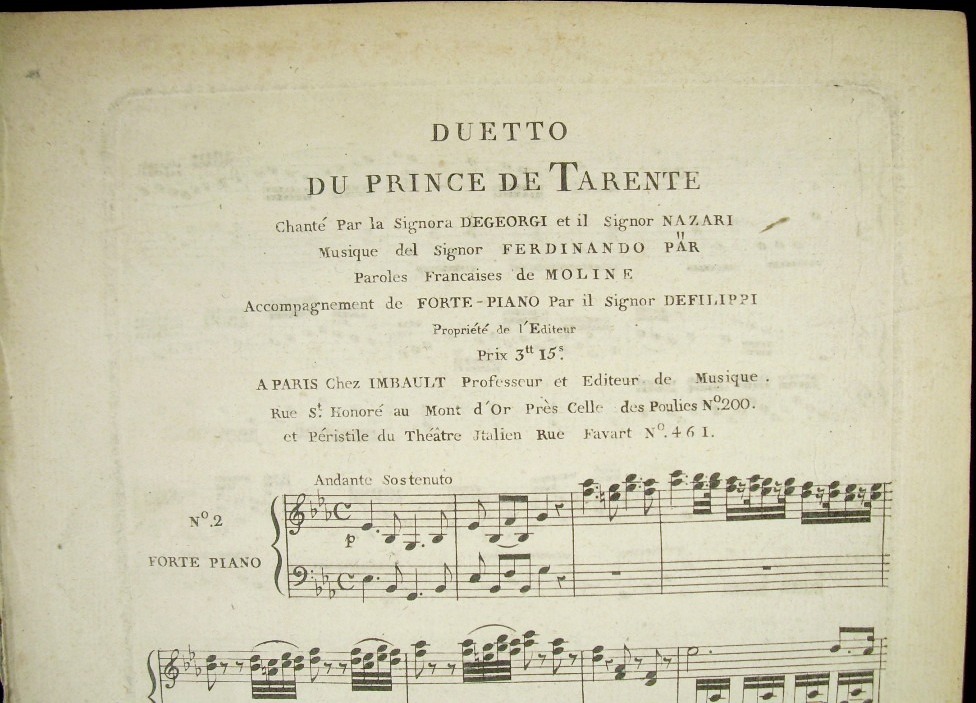 DUETTO
DU PRINCE DE TARENTE
Chanté Par la Signora DEGEORGI et il Signor NAZARI
Musique del Signor FERDINANDO PÄR
Paroles Francaises de MOLINE
Accompagnement de FORTE-PIANO Par il Signor DEFILIPPI
Propriété de l'Editeur
Prix 3tt 15s.
A PARIS Chez IMBAULT Professeur et Editeur de Musique.
Rue St. Honoré au Mont d'Or Près Celle des Poulies No.200.
et Péristile du Théâtre Jtalien Rue Favart No.461.
Andante Sostenuto
No.2
P
FORTE PIANO